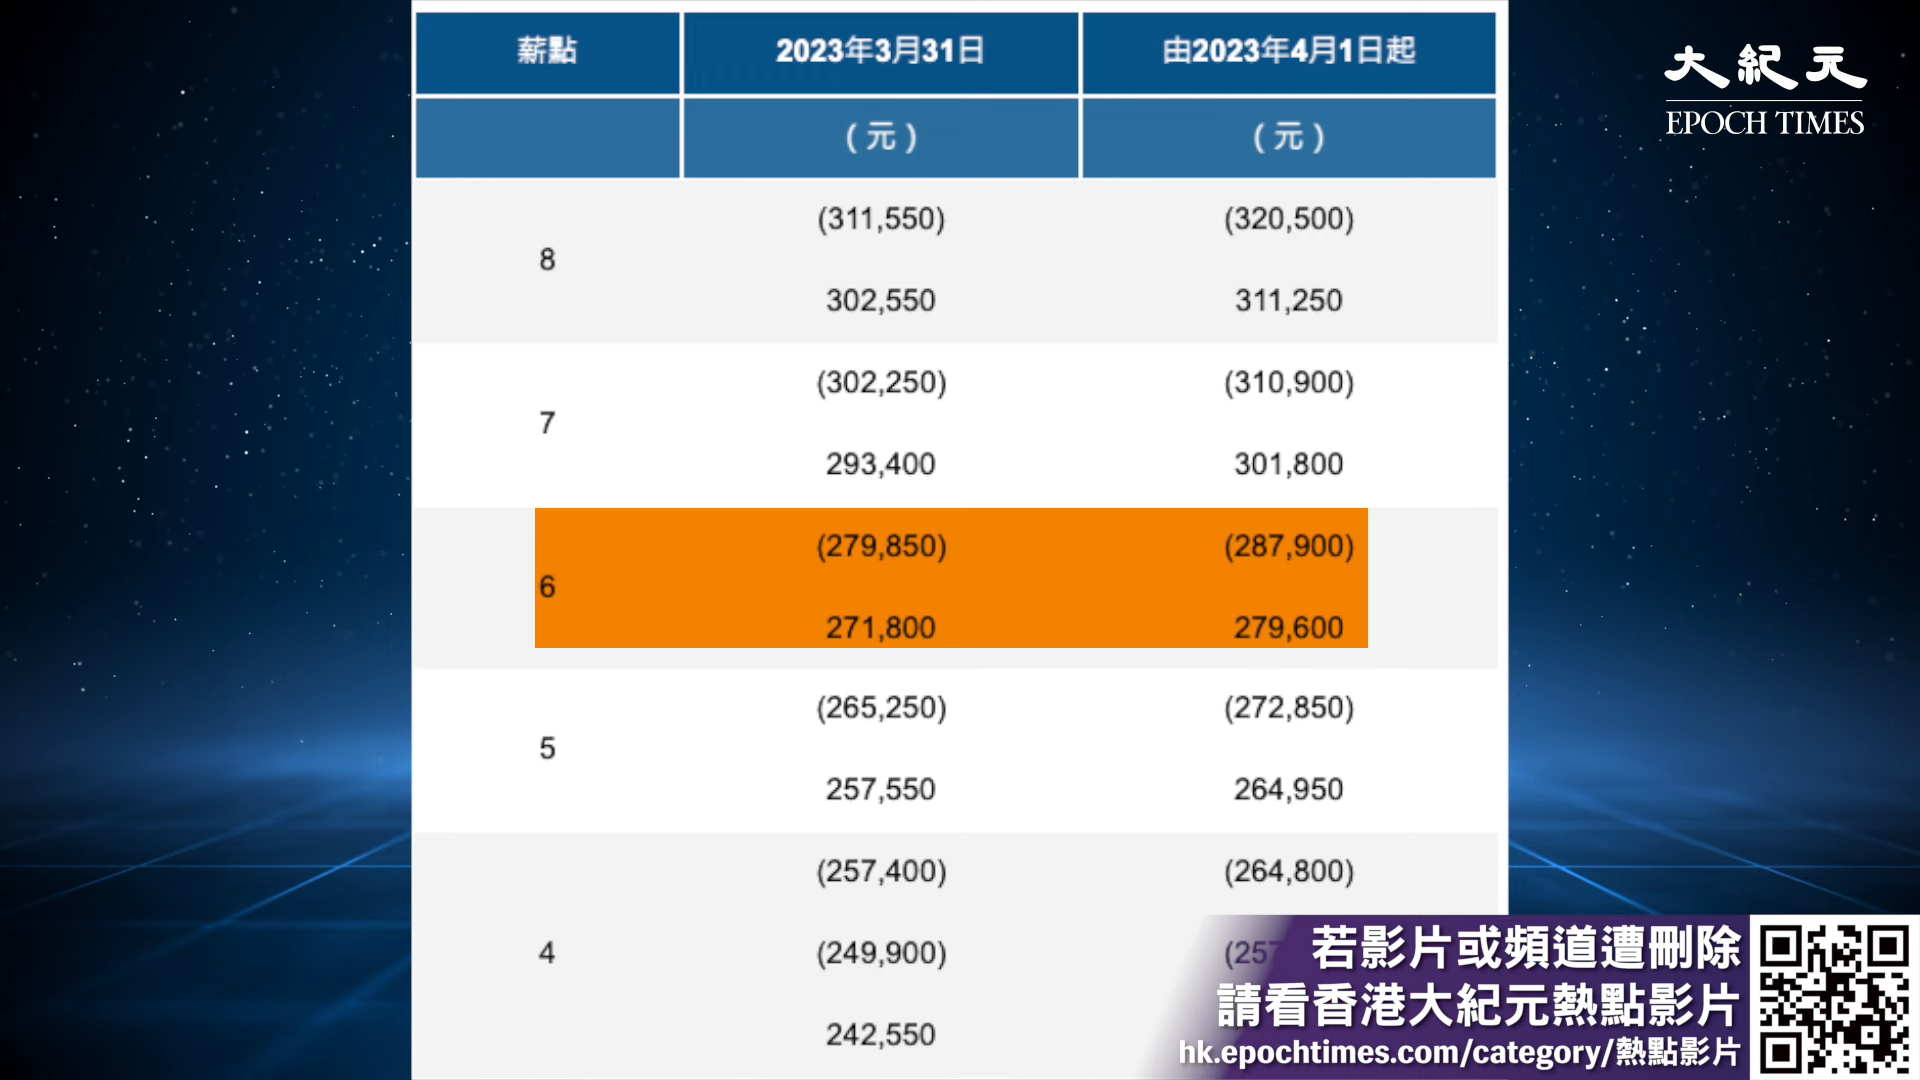 薪點 2023年3月31日 由2023年4月1日起
(元) (元)
8 (311,550) (320,500)
302,550 311,250
7 (302,250) (310,900)
293,400 301,800
6 (279,850) (287,900)
271,800 279,600
5 (265,250) (272,850)
257,550 264,950
4 (257,400) (264,800)
(249,900) (257
242,550
大紀元
EPOCH TIMES
若影片或頻道遭刪除
請看香港大紀元熱點影片
hk.epochtimes.com/category/熱點影片